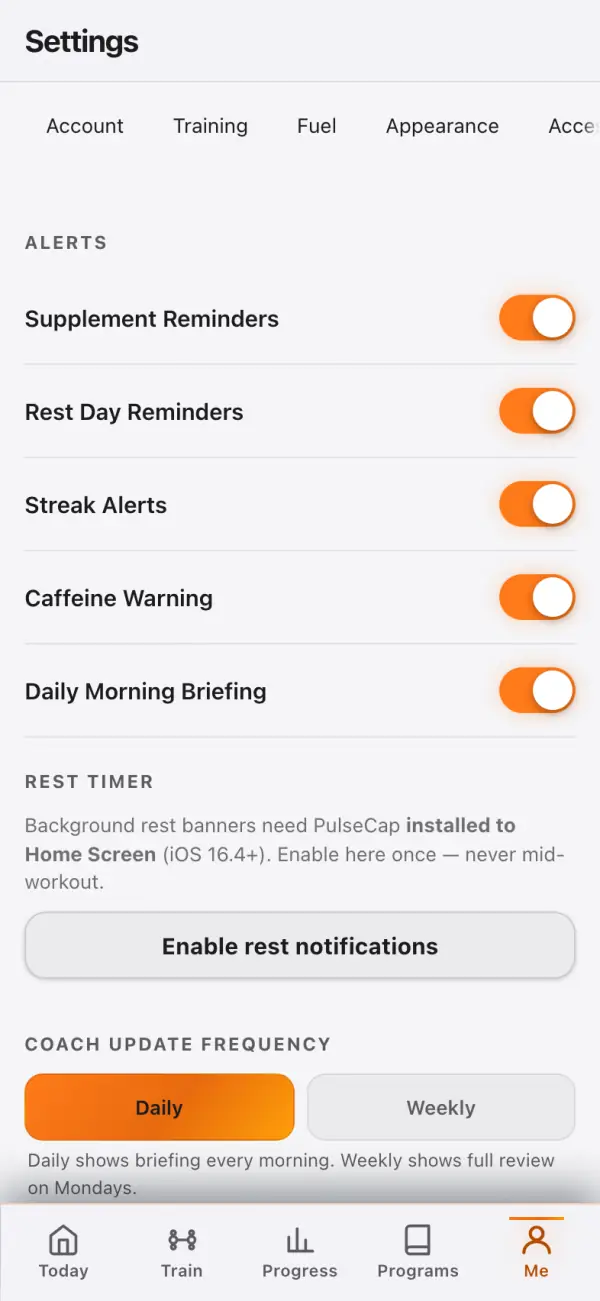 Settings
Account Training Fuel Appearance Acce
ALERTS
Supplement Reminders
Rest Day Reminders
Streak Alerts
Caffeine Warning
Daily Morning Briefing
REST TIMER
Background rest banners need PulseCap installed to
Home Screen (iOS 16.4+). Enable here once — never mid-
workout.
Enable rest notifications
COACH UPDATE FREQUENCY
Daily Weekly
Daily shows briefing every morning. Weekly shows full review
on Mondays.
Today Train Progress Programs Me